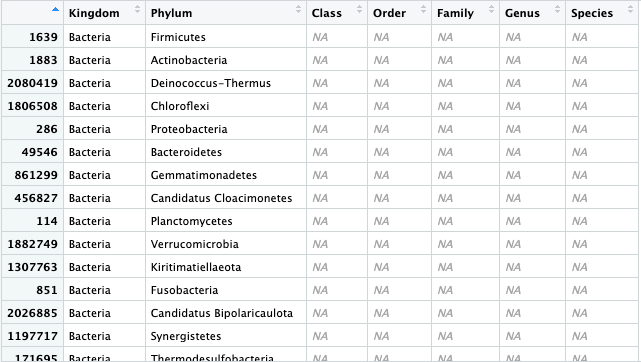 Kingdom Phylum Class Order Family Genus Species
1639 Bacteria Firmicutes NA NA NA NA NA
1883 Bacteria Actinobacteria NA NA NA NA NA
2080419 Bacteria Deinococcus-Thermus NA NA NA NA NA
1806508 Bacteria Chloroflexi NA NA NA NA NA
286 Bacteria Proteobacteria NA NA NA NA NA
49546 Bacteria Bacteroidetes NA NA NA NA NA
861299 Bacteria Gemmatimonadetes NA NA NA NA NA
456827 Bacteria Candidatus Cloacimonetes NA NA NA NA NA
114 Bacteria Planctomycetes NA NA NA NA NA
1882749 Bacteria Verrucomicrobia NA NA NA NA NA
1307763 Bacteria Kiritimatiellaeota NA NA NA NA NA
851 Bacteria Fusobacteria NA NA NA NA NA
2026885 Bacteria Candidatus Bipolaricaulota NA NA NA NA NA
1197717 Bacteria Synergistetes NA NA NA NA NA
171695 Bacteria Thermodesulfobacteria NA NA NA NA NA